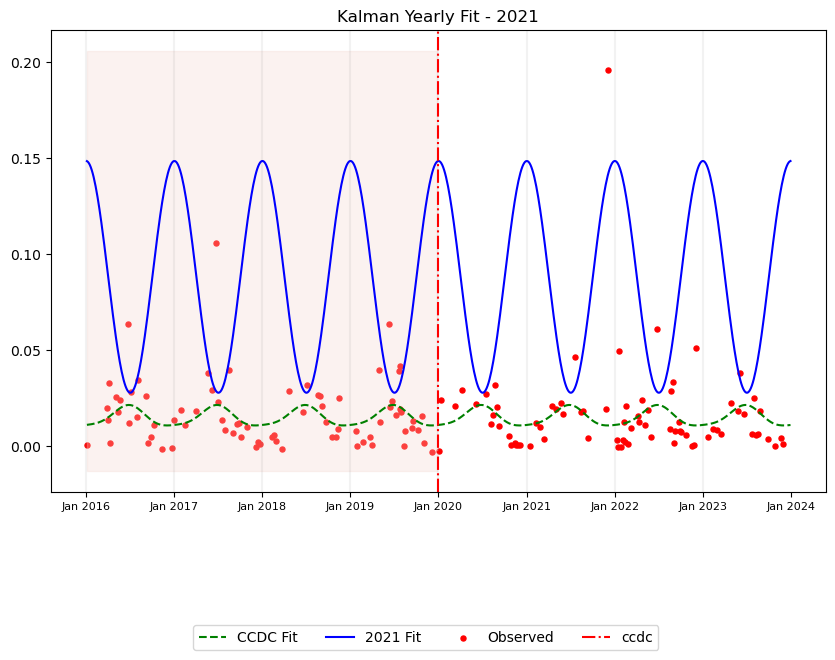 Kalman Yearly Fit - 2021
0.20
0.15
0.10
0.05
0.00
Jan 2016 Jan 2017 Jan 2018 Jan 2019 Jan 2020 Jan 2021 Jan 2022 Jan 2023 Jan 2024
CCDC Fit 2021 Fit Observed ccdc